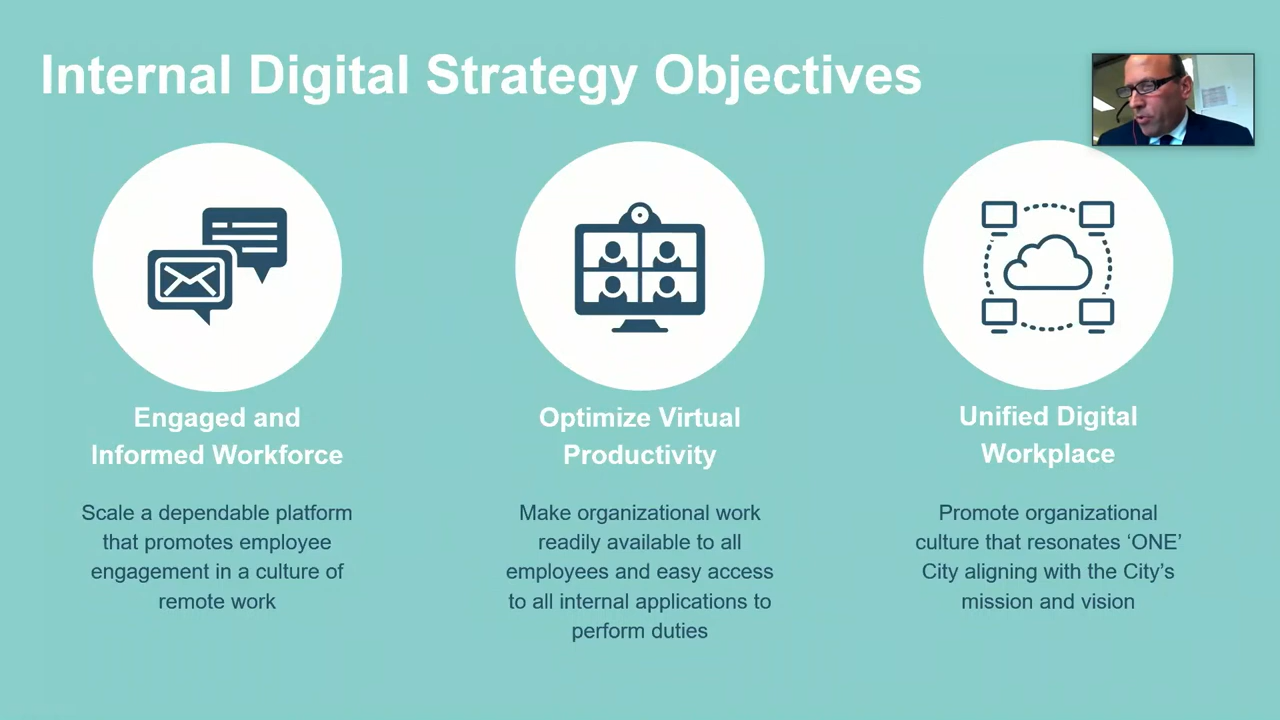 Internal Digital Strategy Objectives
Engaged and
Informed Workforce
Scale a dependable platform
that promotes employee
engagement in a culture of
remote work
Optimize Virtual
Productivity
Make organizational work
readily available to all
employees and easy access
to all internal applications to
perform duties
Unified Digital
Workplace
Promote organizational
culture that resonates ‘ONE’
City aligning with the City’s
mission and vision